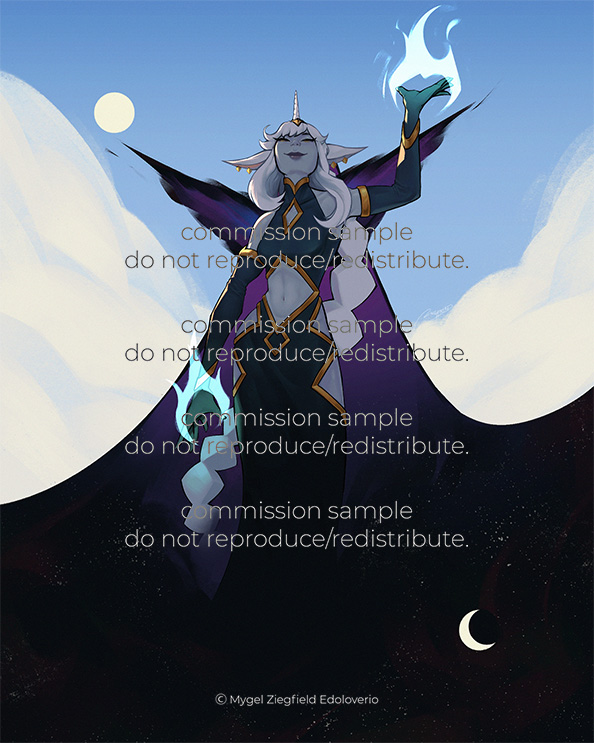 commission sample
do not reproduce/redistribute.
commission sample
do not reproduce/redistribute.
commission sample
do not reproduce/redistribute.
commission sample
do not reproduce/redistribute.
© Mygel Ziegfield Edoloverio